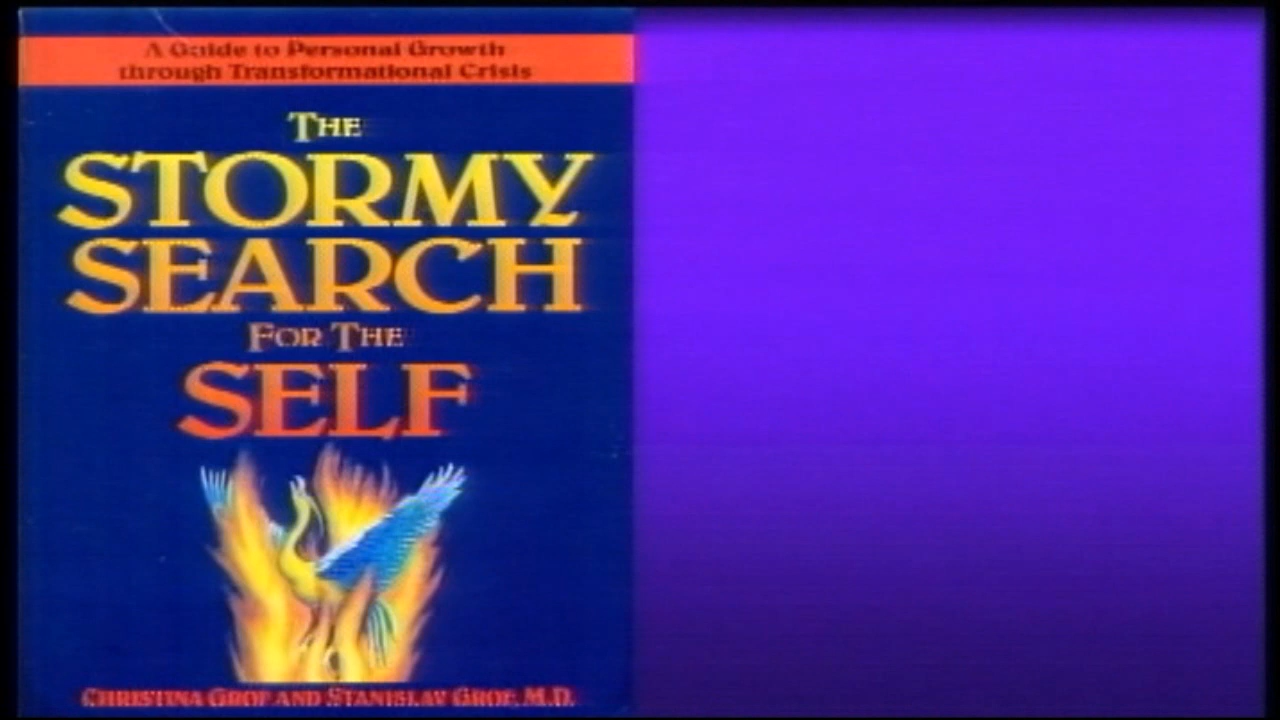 A Guide to Personal Growth
through Transformational Crisis
THE
STORMY
SEARCH
FOR THE
SELF
CHRISTINA GROF AND STANISLAV GROF, M.D.